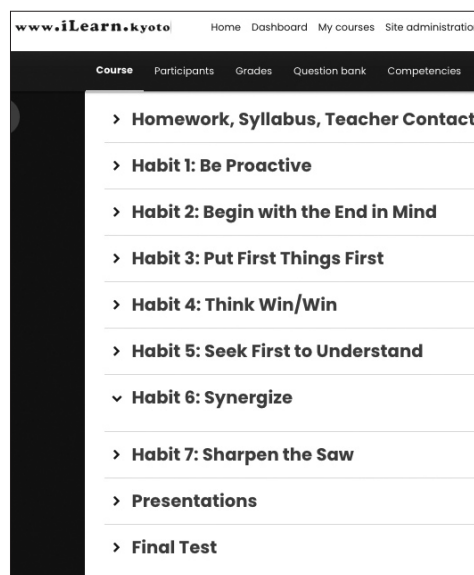 www.iLearn.kyoto Home Dashboard My courses Site administration
Course Participants Grades Question bank Competencies
Homework, Syllabus, Teacher Contact
Habit 1: Be Proactive
Habit 2: Begin with the End in Mind
Habit 3: Put First Things First
Habit 4: Think Win/Win
Habit 5: Seek First to Understand
Habit 6: Synergize
Habit 7: Sharpen the Saw
Presentations
Final Test